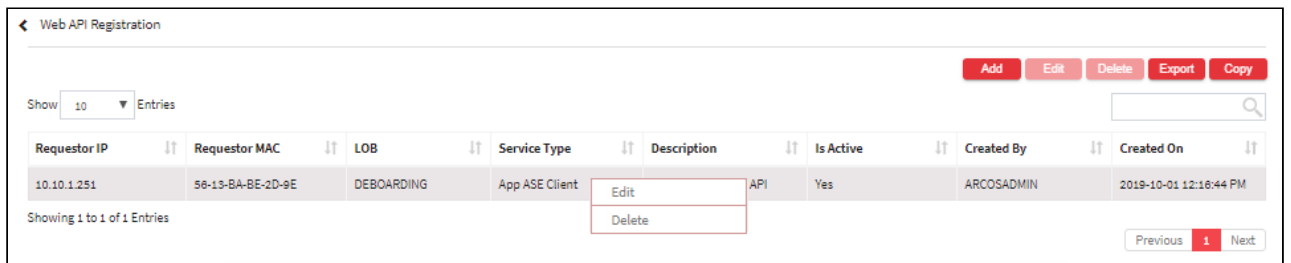 Web API Registration
Add Edit Delete Export Copy
Show 10 Entries
Requestor IP Requestor MAC LOB Service Type Description Is Active Created By Created On
10.10.1.251 56-13-BA-BE-2D-9E DEBOARDING App ASE Client API Yes ARCOSADMIN 2019-10-01 12:16:44 PM
Edit
Delete
Showing 1 to 1 of 1 Entries
Previous 1 Next